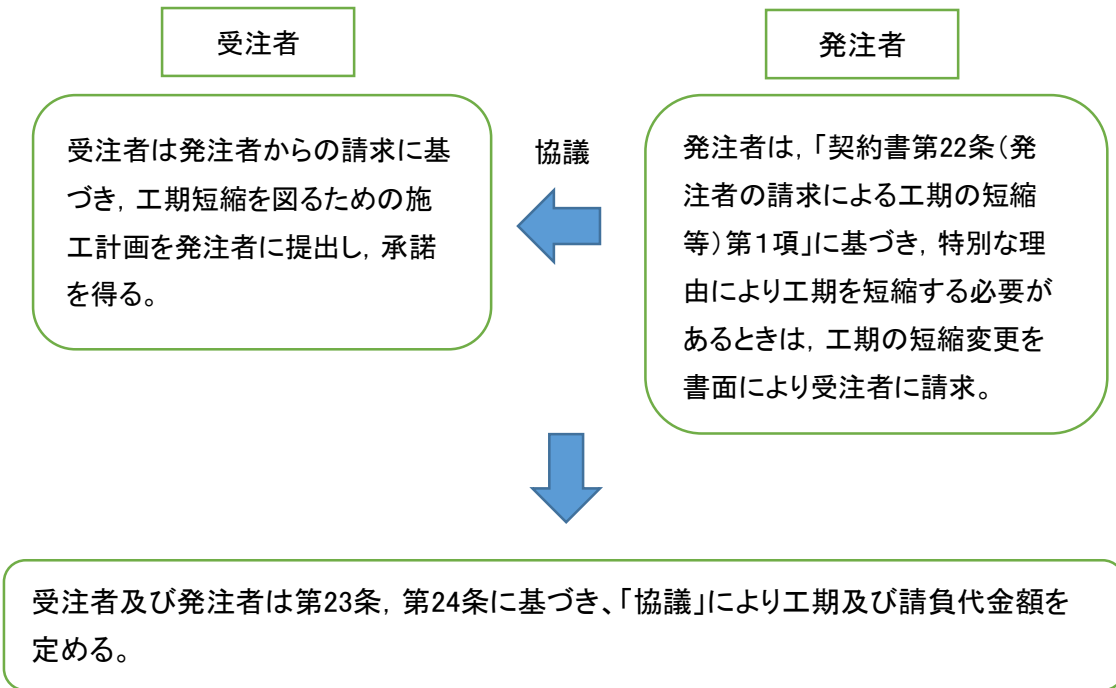 受注者
発注者
受注者は発注者からの請求に基
づき，工期短縮を図るための施
工計画を発注者に提出し，承諾
を得る。
協議
発注者は，「契約書第22条（発
注者の請求による工期の短縮
等）第１項」に基づき，特別な理
由により工期を短縮する必要が
あるときは，工期の短縮変更を
書面により受注者に請求。
受注者及び発注者は第23条，第24条に基づき、「協議」により工期及び請負代金額を
定める。